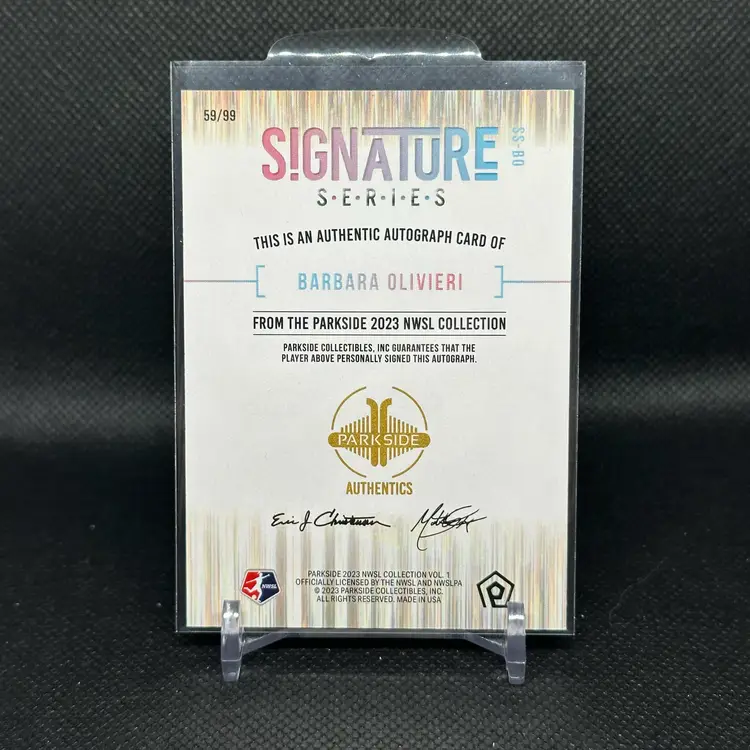 59/99
SIGNATURE
SS-BO
S·E·R·I·E·S
THIS IS AN AUTHENTIC AUTOGRAPH CARD OF
BARBARA OLIVIERI
FROM THE PARKSIDE 2023 NWSL COLLECTION
PARKSIDE COLLECTIBLES, INC GUARANTEES THAT THE
PLAYER ABOVE PERSONALLY SIGNED THIS AUTOGRAPH.
PARKSIDE
AUTHENTICS
Eric J. Christensen
NWSL
PARKSIDE 2023 NWSL COLLECTION VOL. 1
OFFICIALLY LICENSED BY THE NWSL AND NWSLPA
© 2023 PARKSIDE COLLECTIBLES, INC.
ALL RIGHTS RESERVED. MADE IN USA